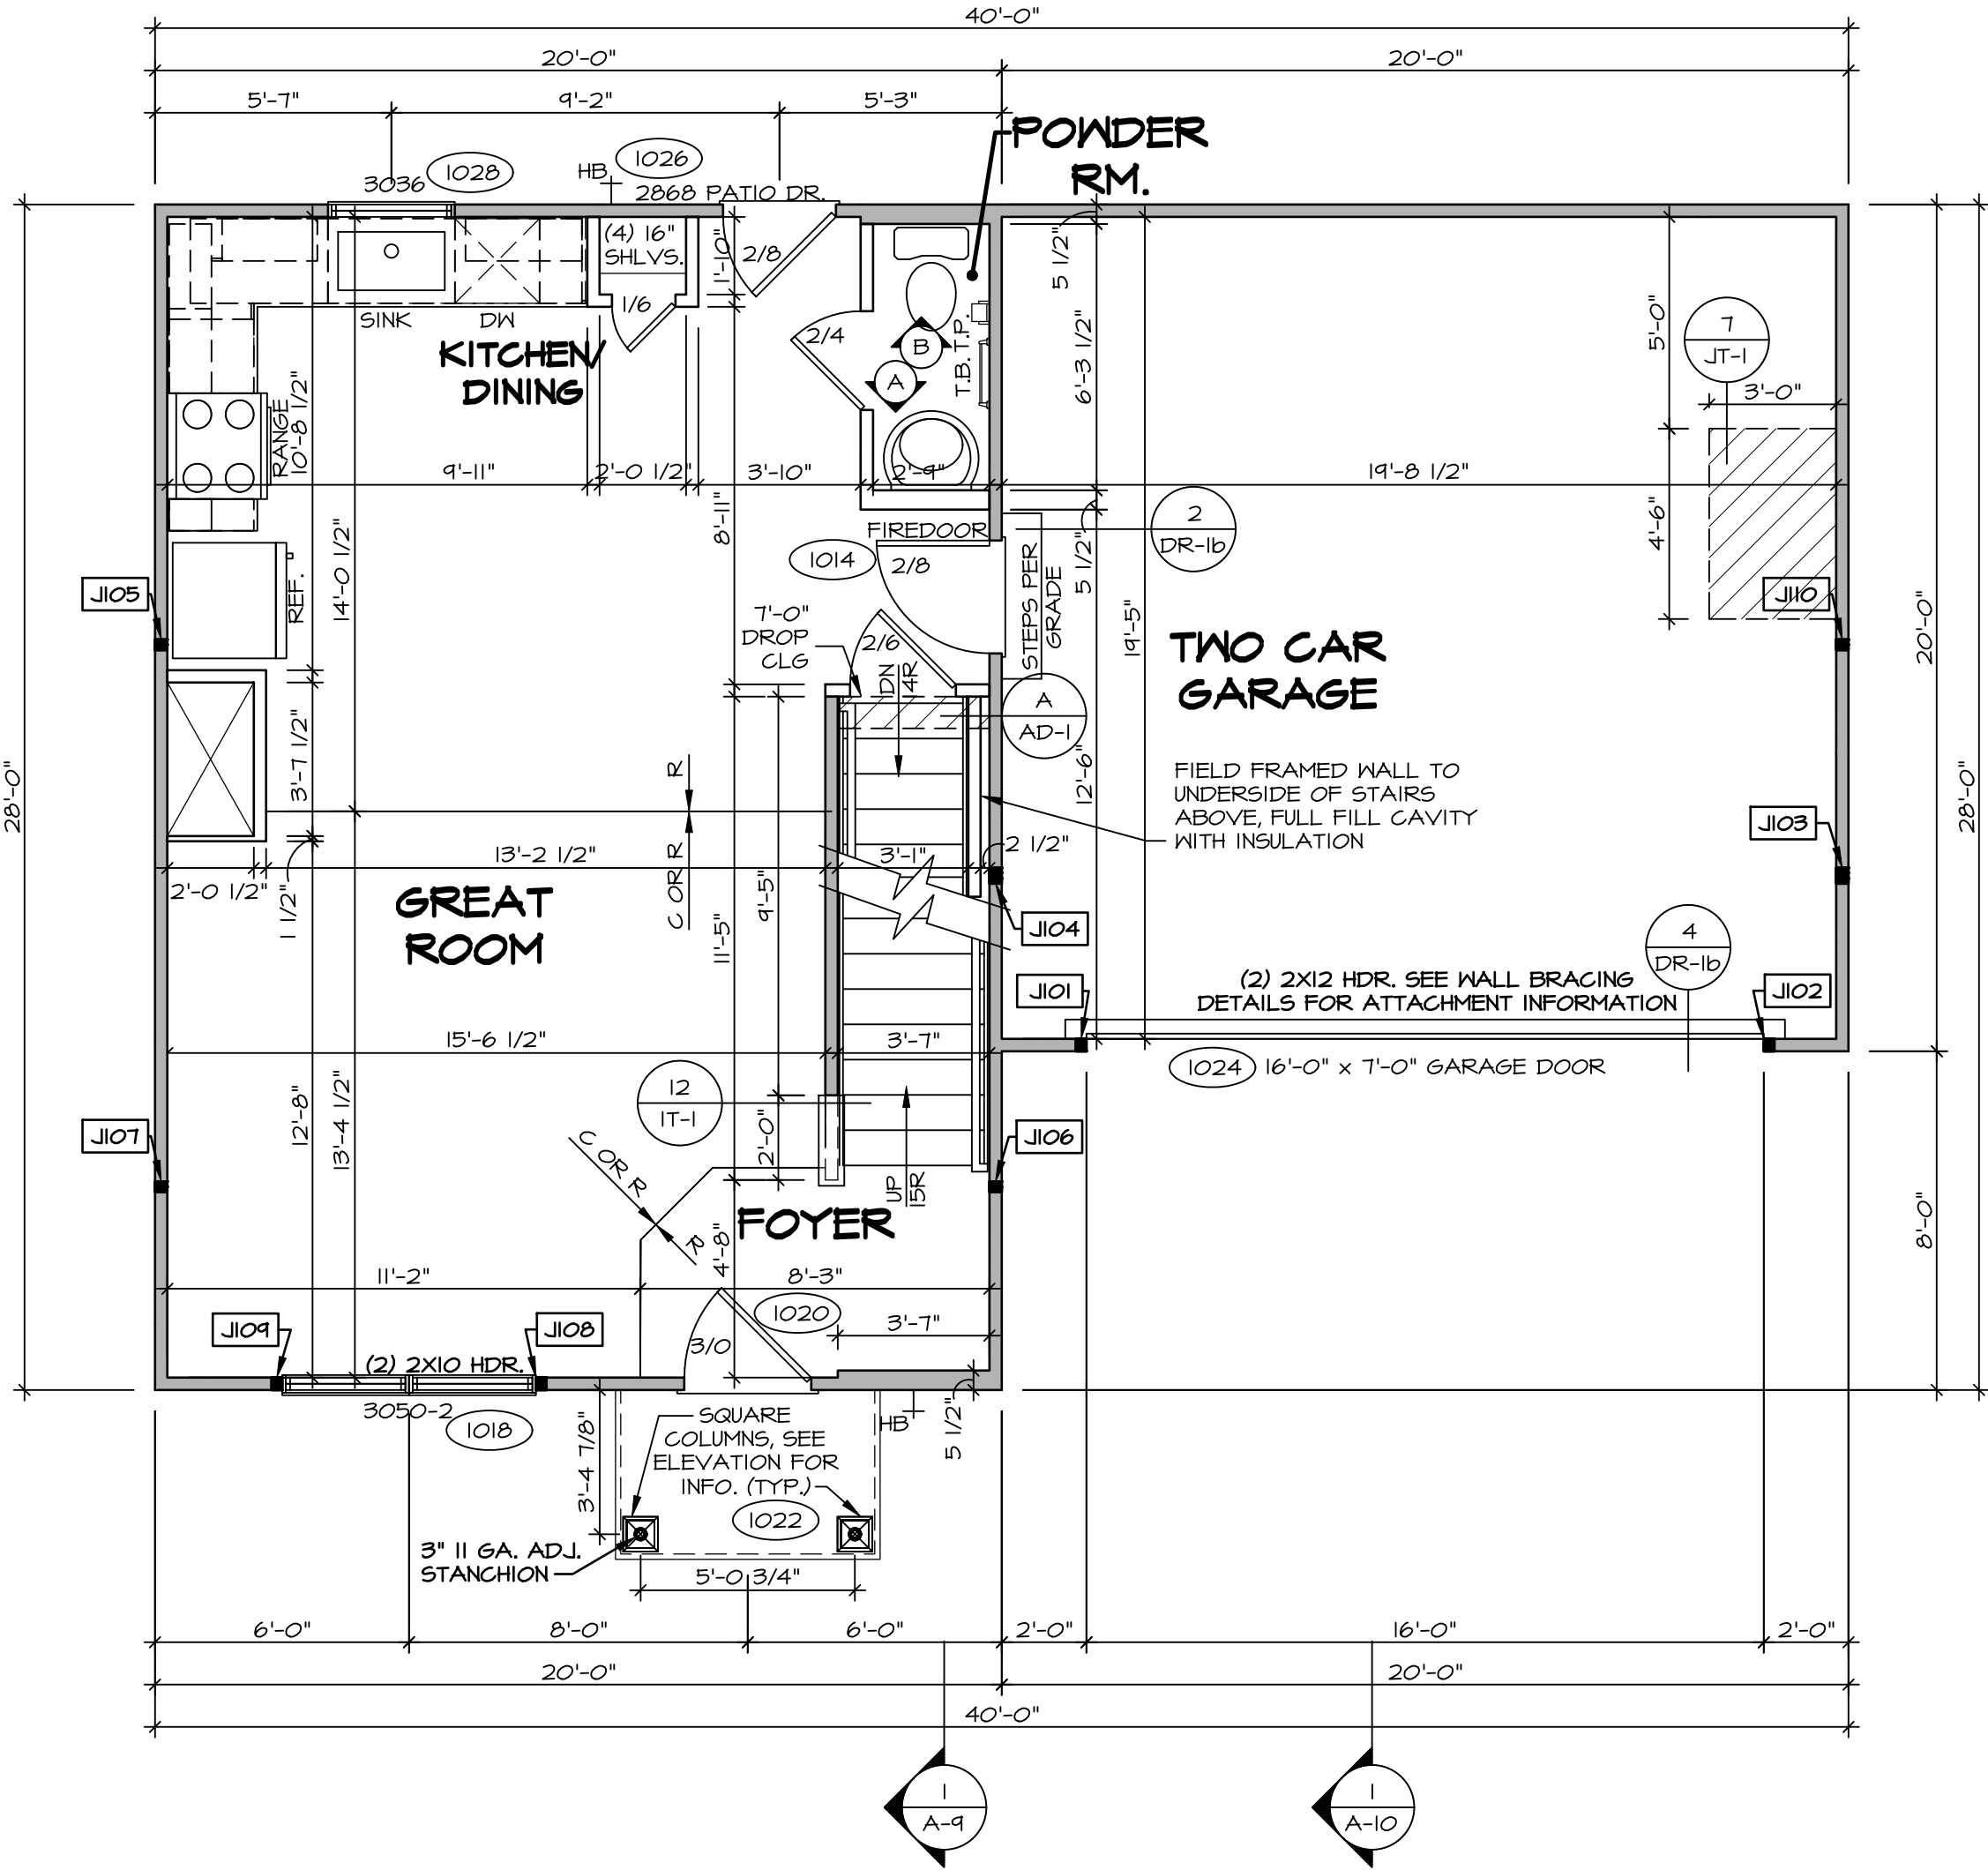 40'-0"
20'-0"
20'-0"
5'-7"
9'-2"
5'-3"
POWDER
RM.
3036
1028
HB
1026
2868 PATIO DR.
(4) 16"
SHLVS.
1'-10"
2/8
5 1/2"
1/6
SINK
DW
KITCHEN/
DINING
2/4
B
A
T.B. T.P.
6'-3 1/2"
5'-0"
7
JT-1
3'-0"
RANGE
10'-8 1/2"
9'-11"
2'-0 1/2"
3'-10"
2'-9"
19'-8 1/2"
8'-11"
14'-0 1/2"
FIREDOOR
1014
2/8
2
DR-1b
5 1/2"
4'-6"
STEPS PER
GRADE
J105
REF.
J110
20'-0"
7'-0"
DROP
CLG
2/6
DN
14R
19'-5"
TWO CAR
GARAGE
A
AD-1
28'-0"
3'-7 1/2"
R
C OR R
12'-6"
FIELD FRAMED WALL TO
UNDERSIDE OF STAIRS
ABOVE, FULL FILL CAVITY
WITH INSULATION
28'-0"
J103
13'-2 1/2"
3'-1"
2 1/2"
2'-0 1/2"
1 1/2"
GREAT
ROOM
9'-5"
11'-5"
J104
4
DR-1b
J101
(2) 2X12 HDR. SEE WALL BRACING
DETAILS FOR ATTACHMENT INFORMATION
J102
15'-6 1/2"
3'-7"
1024
16'-0" x 7'-0" GARAGE DOOR
12
IT-1
12'-8"
13'-4 1/2"
J107
2'-0"
J106
C OR R
R
UP
15R
FOYER
4'-8"
8'-0"
11'-2"
8'-3"
1020
3'-7"
J109
J108
3/0
(2) 2X10 HDR.
3050-2
1018
3'-4 7/8"
SQUARE
COLUMNS, SEE
ELEVATION FOR
INFO. (TYP.)
HB
5 1/2"
1022
3" 11 GA. ADJ.
STANCHION
5'-0 3/4"
6'-0"
8'-0"
6'-0"
2'-0"
16'-0"
2'-0"
20'-0"
20'-0"
40'-0"
1
A-9
1
A-10